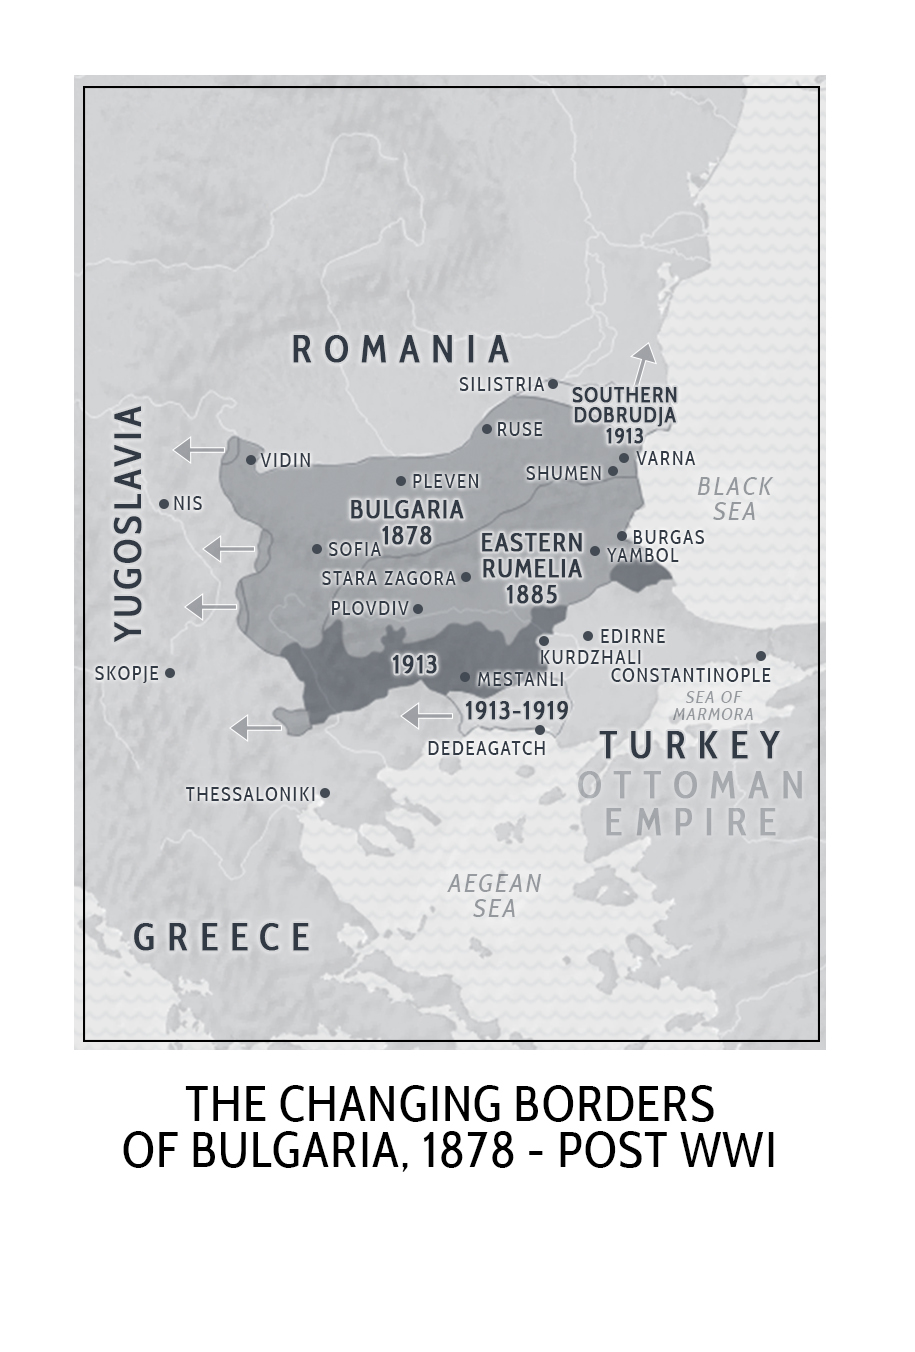 ROMANIA
SILISTRIA
SOUTHERN
DOBRUDJA
1913
RUSE
VARNA
VIDIN
SHUMEN
PLEVEN
BLACK
SEA
YUGOSLAVIA
NIS
BULGARIA
1878
SOFIA
EASTERN
RUMELIA
1885
BURGAS
YAMBOL
STARA ZAGORA
PLOVDIV
EDIRNE
KURDZHALI
1913
MESTANLI
CONSTANTINOPLE
SKOPJE
SEA OF
MARMORA
1913-1919
DEDEAGATCH
TURKEY
OTTOMAN
EMPIRE
THESSALONIKI
AEGEAN
SEA
GREECE
THE CHANGING BORDERS
OF BULGARIA, 1878 - POST WWI